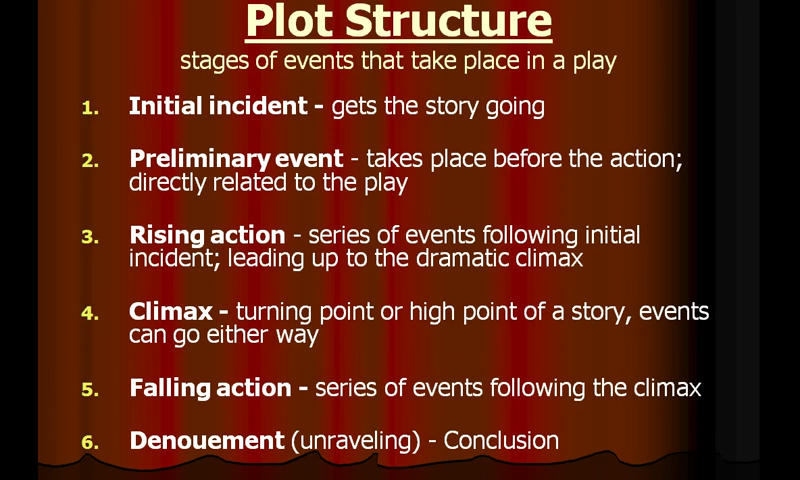 Plot Structure
stages of events that take place in a play
1. Initial incident - gets the story going
2. Preliminary event - takes place before the action;
directly related to the play
3. Rising action - series of events following initial
incident; leading up to the dramatic climax
4. Climax - turning point or high point of a story, events
can go either way
5. Falling action - series of events following the climax
6. Denouement (unraveling) - Conclusion